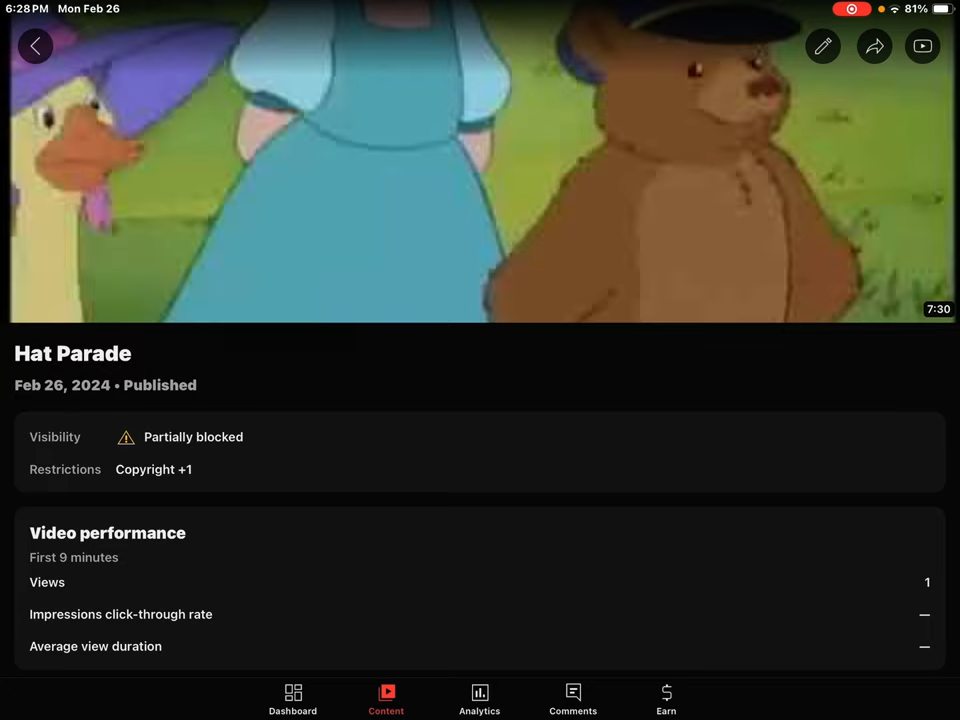 6:28 PM Mon Feb 26
81%
7:30
Hat Parade
Feb 26, 2024 • Published
Visibility Partially blocked
Restrictions Copyright +1
Video performance
First 9 minutes
Views 1
Impressions click-through rate —
Average view duration —
Dashboard Content Analytics Comments Earn